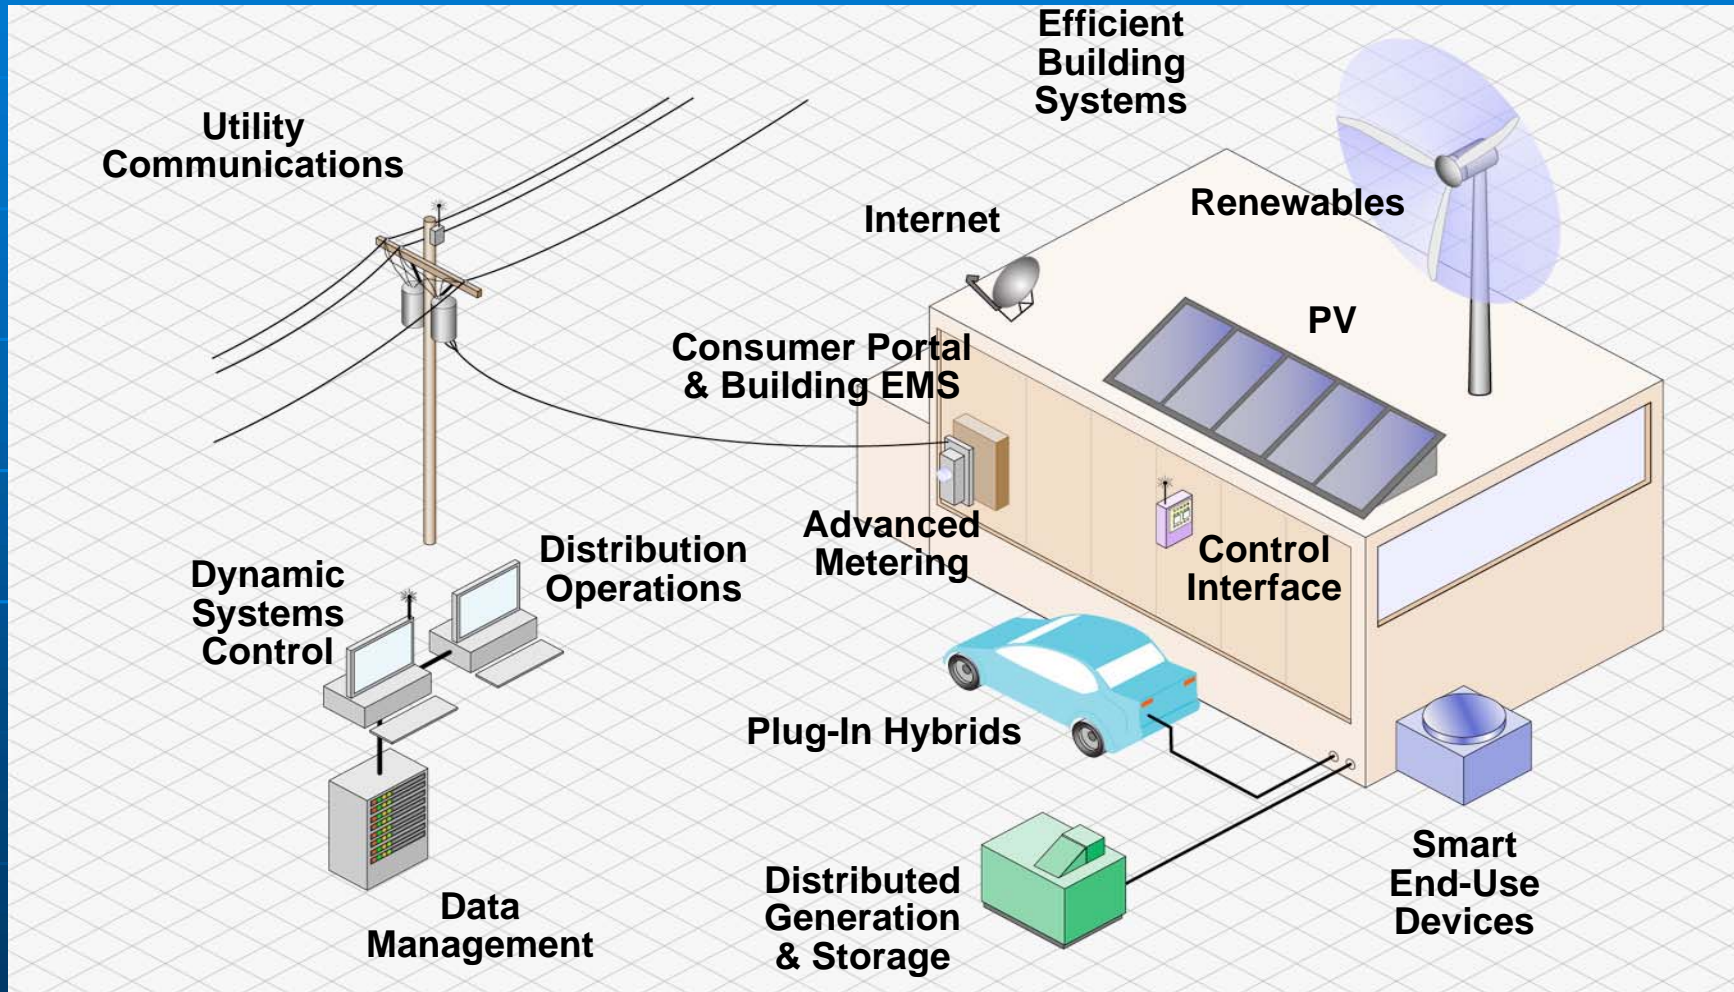 Efficient
Building
Systems
Utility
Communications
Renewables
Internet
PV
Consumer Portal
& Building EMS
Advanced
Metering
Control
Interface
Distribution
Operations
Dynamic
Systems
Control
Plug-In Hybrids
Smart
End-Use
Devices
Distributed
Generation
& Storage
Data
Management